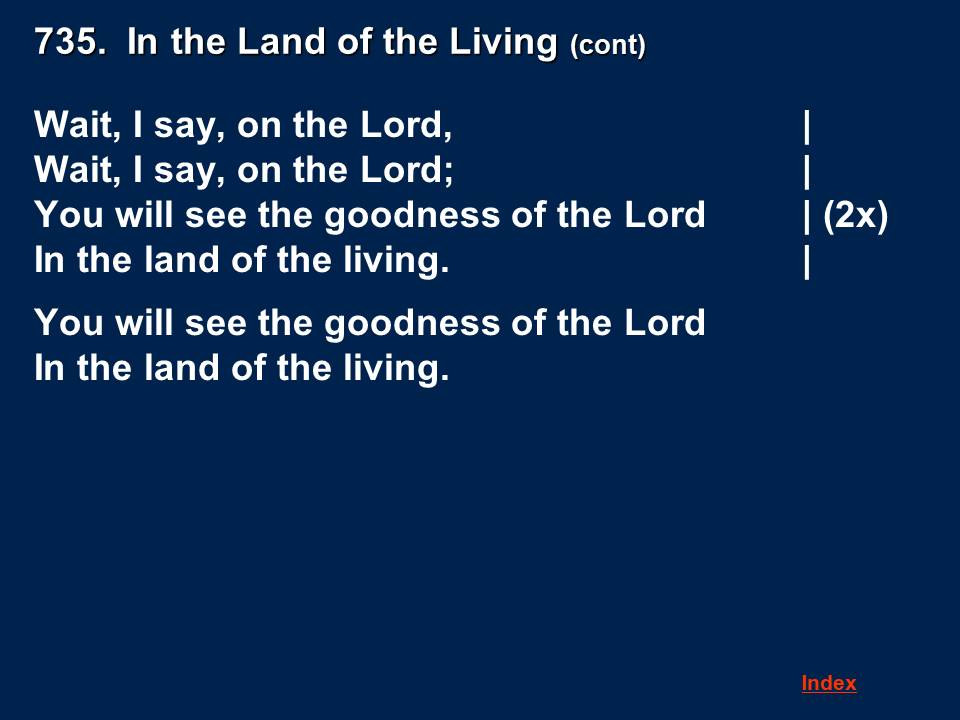 735.  In the Land of the Living (cont)
Wait, I say, on the Lord, |
Wait, I say, on the Lord; |
You will see the goodness of the Lord | (2x)
In the land of the living. |
You will see the goodness of the Lord
In the land of the living.
Index